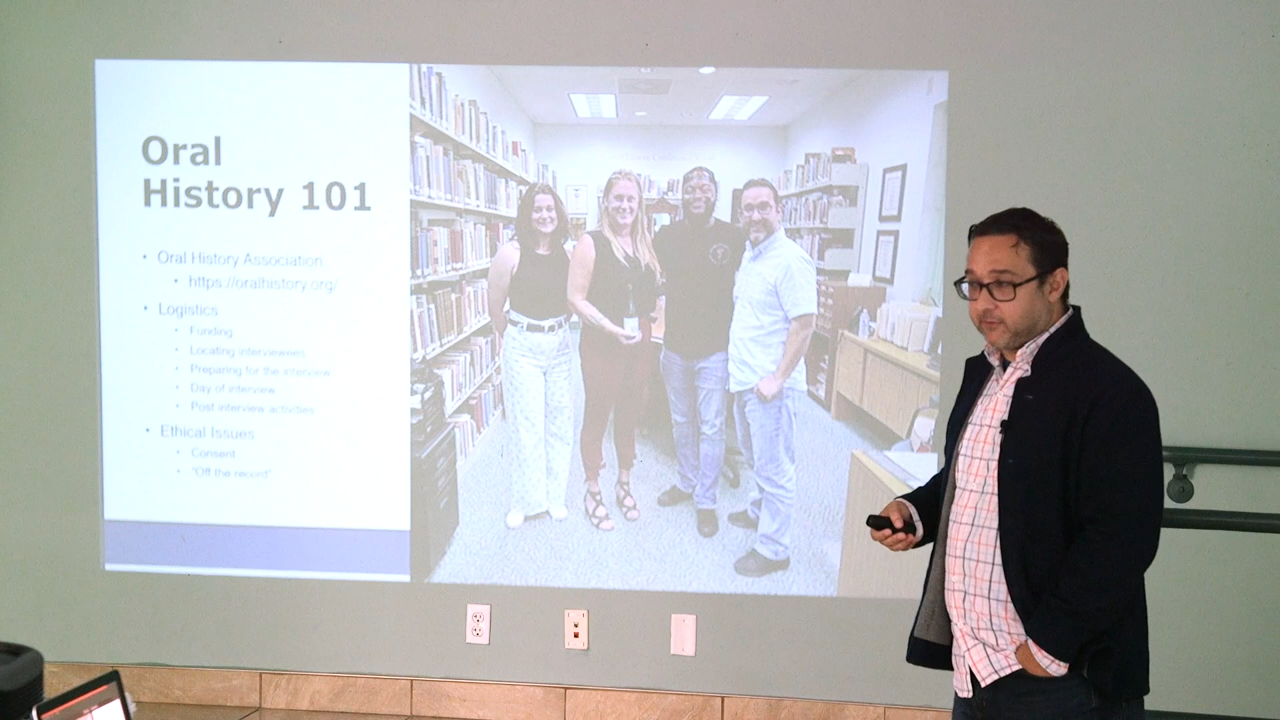 Oral
History 101
• Oral History Association
• https://oralhistory.org/
• Logistics
• Funding
• Locating interviewees
• Preparing for the interview
• Day of interview
• Post interview activities
• Ethical Issues
• Consent
• "Off the record"